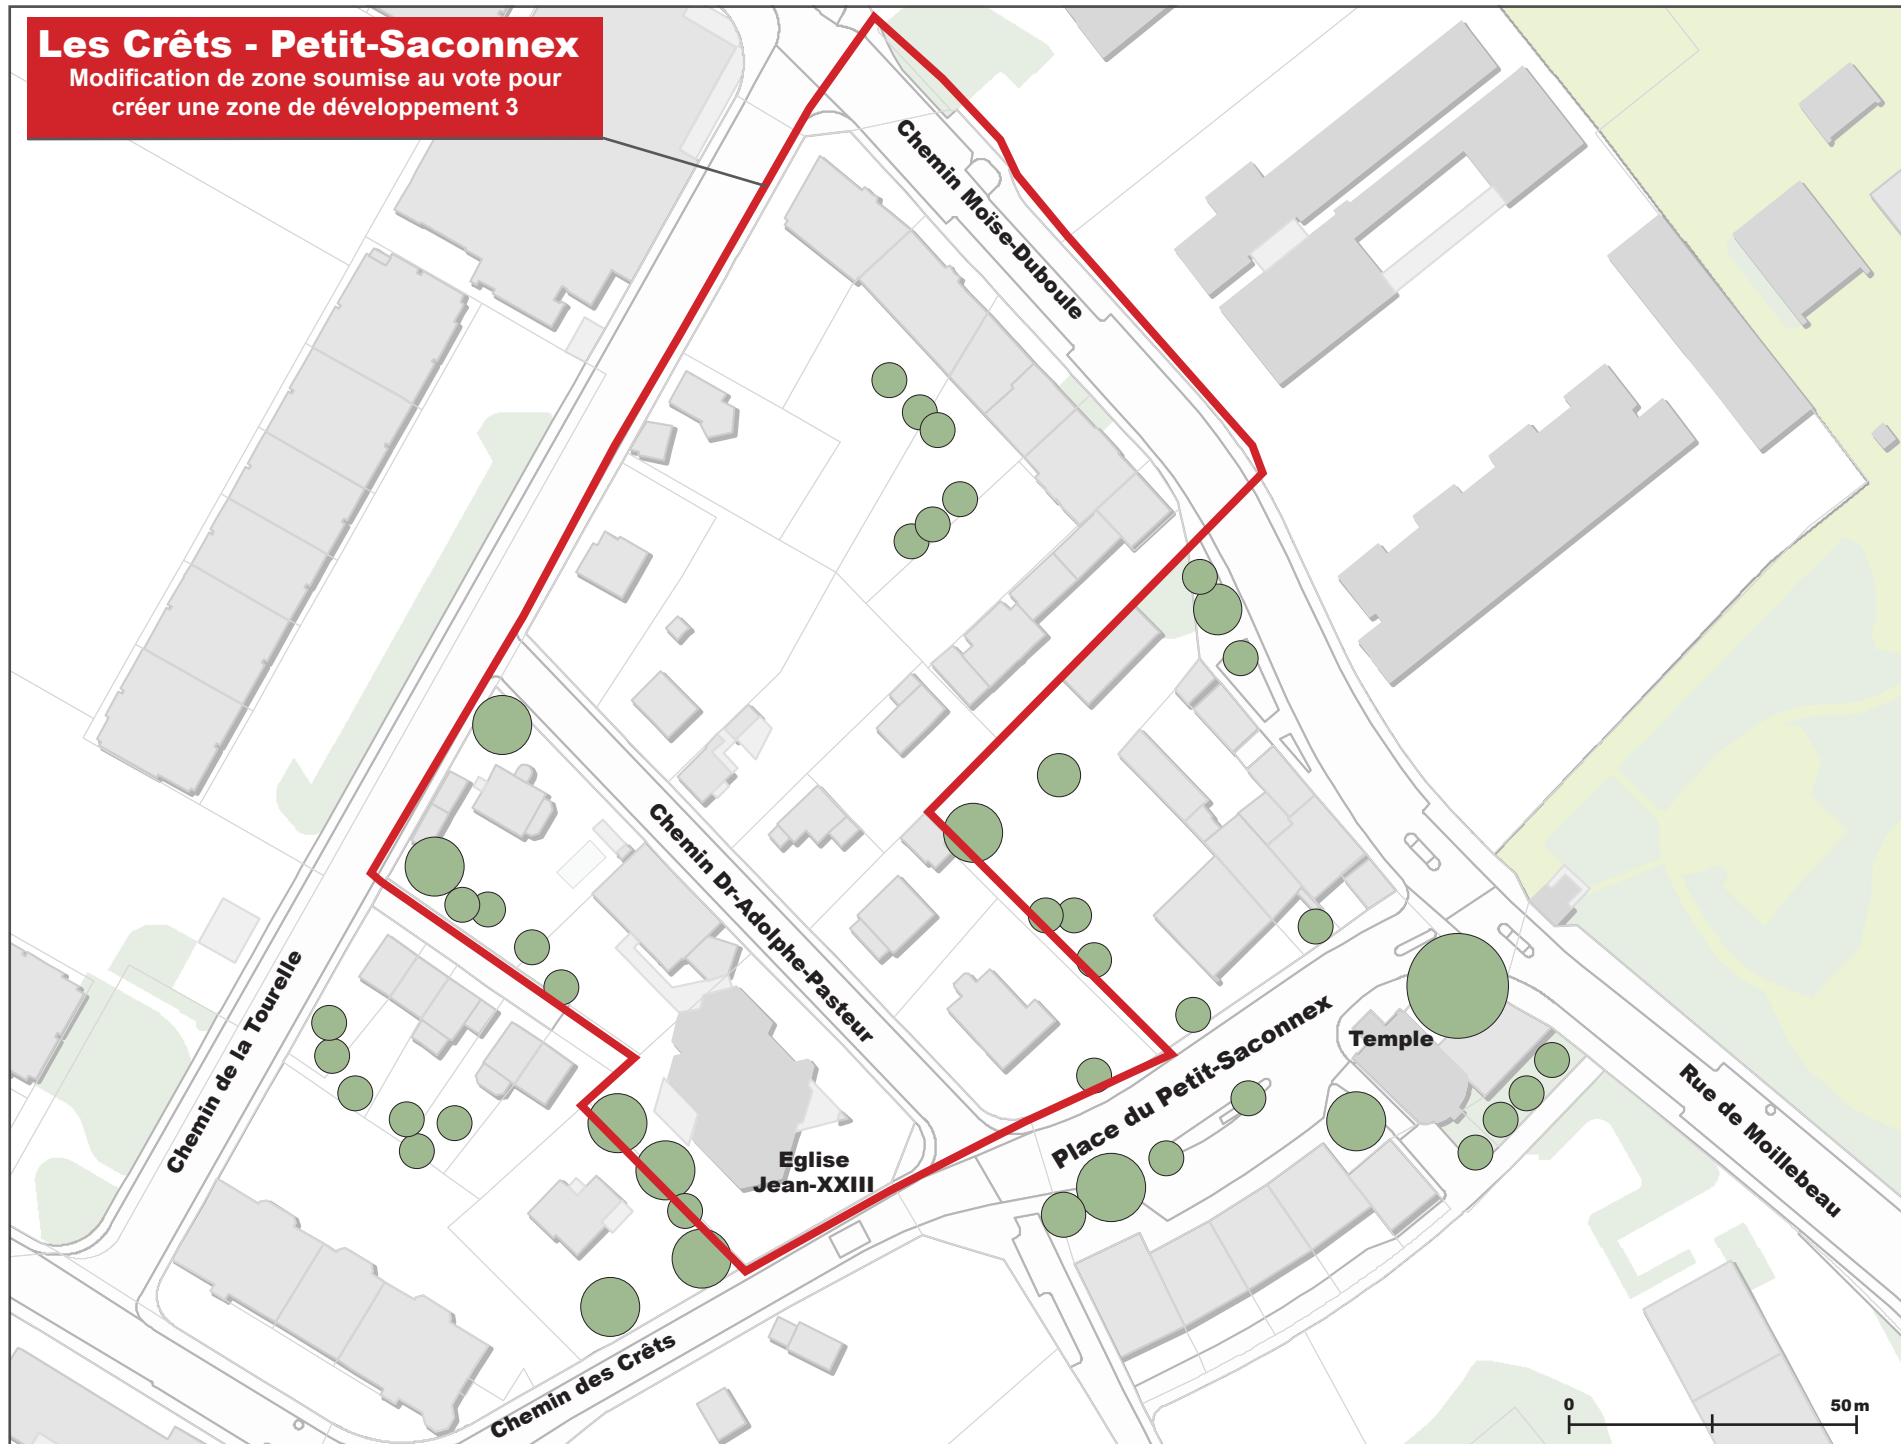 Les Crêts - Petit-Saconnex
Modification de zone soumise au vote pour
créer une zone de développement 3
Chemin Moïse-Duboule
Chemin Dr-Adolphe-Pasteur
Chemin de la Tourelle
Place du Petit-Saconnex
Temple
Rue de Moillebeau
Eglise
Jean-XXIII
Chemin des Crêts
0 50 m